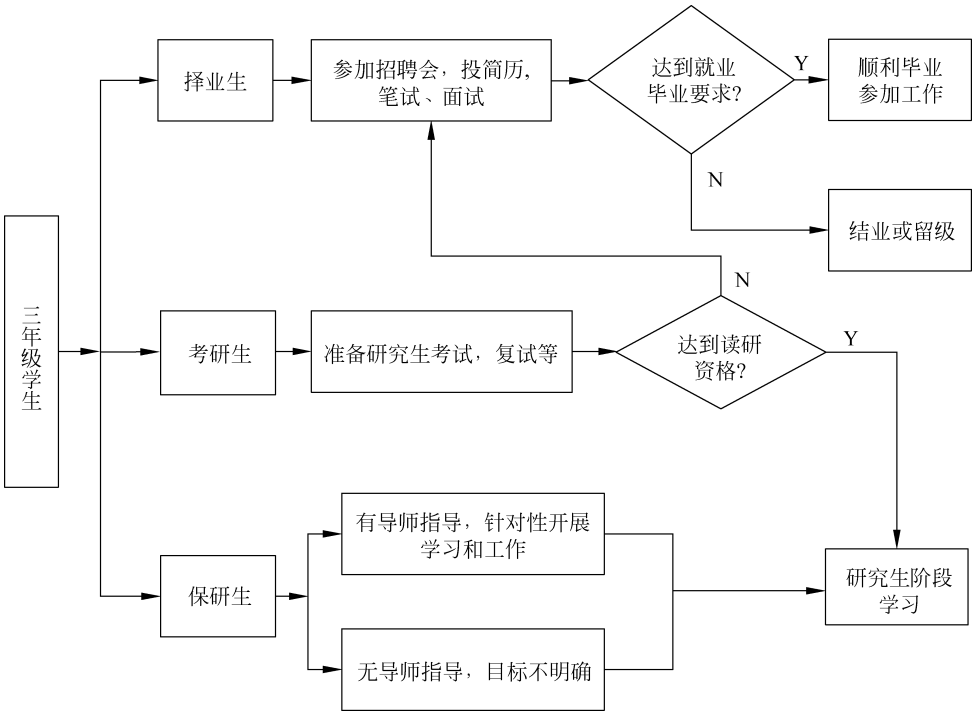 择业生
参加招聘会，投简历，
笔试、面试
达到就业
毕业要求？
Y
顺利毕业
参加工作
N
结业或留级
三年级学生
考研生
准备研究生考试，复试等
达到读研
资格？
N
Y
保研生
有导师指导，针对性开展
学习和工作
无导师指导，目标不明确
研究生阶段
学习